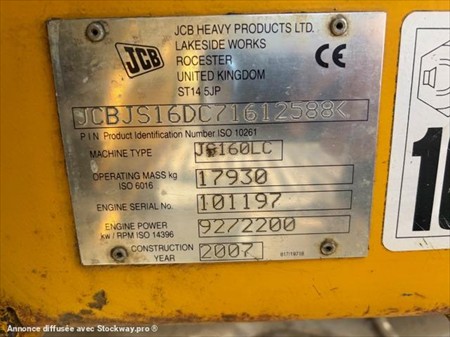 JCB
JCB HEAVY PRODUCTS LTD.
LAKESIDE WORKS
ROCESTER
UNITED KINGDOM
ST14 5JP
CE
JCBJS16DC71612588K
P I N Product Identification Number ISO 10261
MACHINE TYPE JS160LC
OPERATING MASS kg 17930
ISO 6016
ENGINE SERIAL No. 101197
ENGINE POWER 92/2200
kw / RPM ISO 14396
CONSTRUCTION 2007
YEAR
Annonce diffusée avec Stockway.pro ®